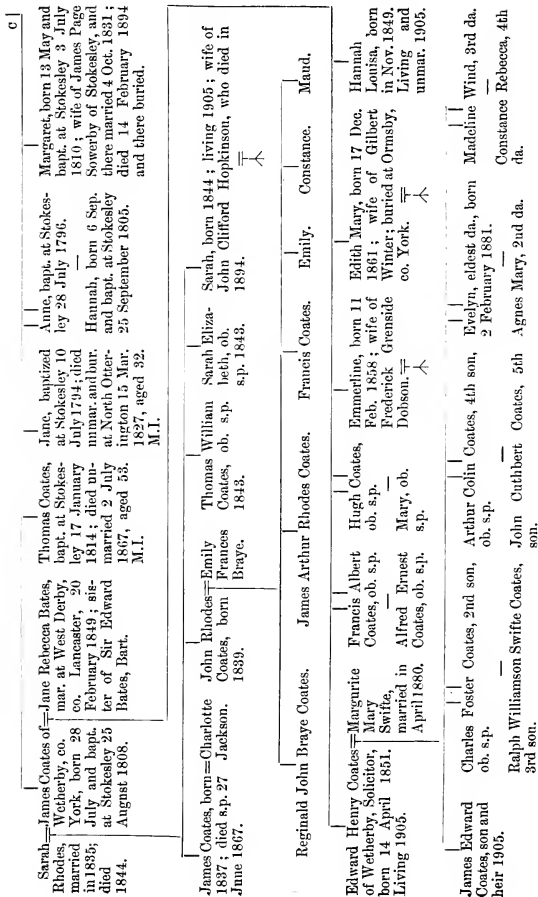 c
Sarah=James Coates of=Jane Rebecca Bates,
Rhodes, Wetherby, co. mar. at West Derby,
married York, born 28 co. Lancaster, 20
in 1835; July and bapt. February 1849; sis-
died at Stokesley 25 ter of Sir Edward
1844. August 1808. Bates, Bart.
Thomas Coates,
bapt. at Stokes-
ley 17 January
1814; died un-
married 2 July
1867, aged 53.
M.I.
Jane, baptized
at Stokesley 10
July 1794; died
unmar. and bur.
at North Otter-
ington 15 Mar.
1827, aged 32.
M.I.
Anne, bapt. at Stokes-
ley 28 July 1796.
Hannah, born 6 Sep.
and bapt. at Stokesley
25 September 1805.
Margaret, born 13 May and
bapt. at Stokesley 3 July
1810; wife of James Page
Sowerby of Stokesley, and
there married 4 Oct. 1831;
died 14 February 1894
and there buried.
James Coates, born=Charlotte
1837; died s.p. 27 Jackson.
June 1867.
John Rhodes=Emily
Coates, born Frances
1839. Braye.
Thomas
Coates,
1843.
William
ob. s.p.
Sarah Eliza-
beth, ob.
s.p. 1843.
Sarah, born 1844; living 1905; wife of
John Clifford Hopkinson, who died in
1894.
Reginald John Braye Coates.
James Arthur Rhodes Coates.
Francis Coates.
Emily.
Constance.
Maud.
Edward Henry Coates=Margurite
of Wetherby, Solicitor, Mary
born 14 April 1851. Swifte,
Living 1905. married in
April 1880.
Francis Albert
Coates, ob. s.p.
Alfred Ernest
Coates, ob. s.p.
Hugh Coates,
ob. s.p.
Mary, ob.
s.p.
Emmerline, born 11
Feb. 1858; wife of
Frederick Grenside
Dobson.
Edith Mary, born 17 Dec.
1861; wife of Gilbert
Winter; buried at Ormsby,
co. York.
Hannah
Louisa, born
in Nov. 1849.
Living and
unmar. 1905.
James Edward
Coates, son and
heir 1905.
Charles Foster Coates, 2nd son,
ob. s.p.
Ralph Williamson Swifte Coates,
3rd son.
Arthur Colin Coates, 4th son,
ob. s.p.
John Cuthbert Coates, 5th
son.
Evelyn, eldest da., born
2 February 1881.
Agnes Mary, 2nd da.
Madeline Wind, 3rd da.
Constance Rebecca, 4th
da.